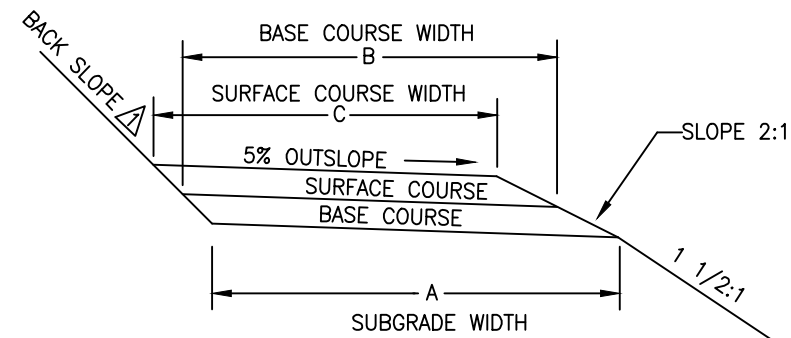 BASE COURSE WIDTH
B
BACK SLOPE 1
SURFACE COURSE WIDTH
C
SLOPE 2:1
5% OUTSLOPE
SURFACE COURSE
BASE COURSE
1 1/2:1
A
SUBGRADE WIDTH